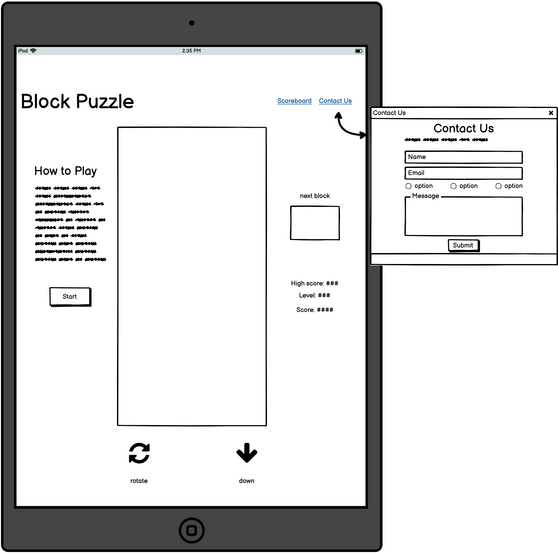 iPad
2:35 PM
Block Puzzle
Scoreboard Contact Us
How to Play
Start
next block
High score: ###
Level: ###
Score: ####
rotate
down
Contact Us
Contact Us
Name
Email
option option option
Message
Submit